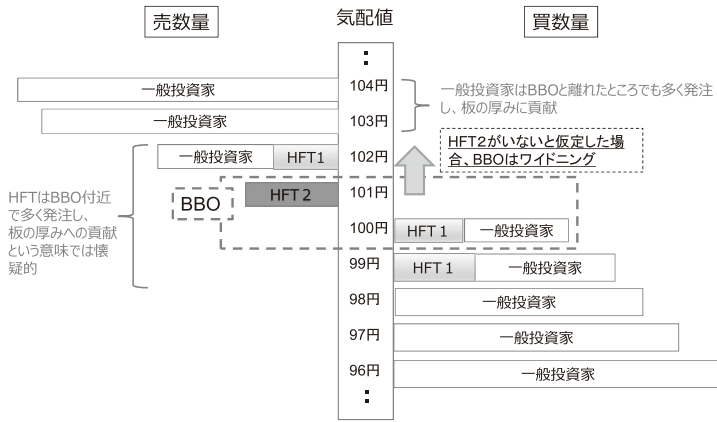 売数量
気配値
買数量
:
104円
一般投資家
一般投資家はBBOと離れたところでも多く発注
し、板の厚みに貢献
103円
一般投資家
HFT2がいないと仮定した場
合、BBOはワイドニング
102円
一般投資家
HFT1
HFTはBBO付近
で多く発注し、
板の厚みへの貢献
という意味では懐
疑的
BBO
HFT2
101円
100円
HFT1
一般投資家
99円
HFT1
一般投資家
98円
一般投資家
97円
一般投資家
96円
一般投資家
: